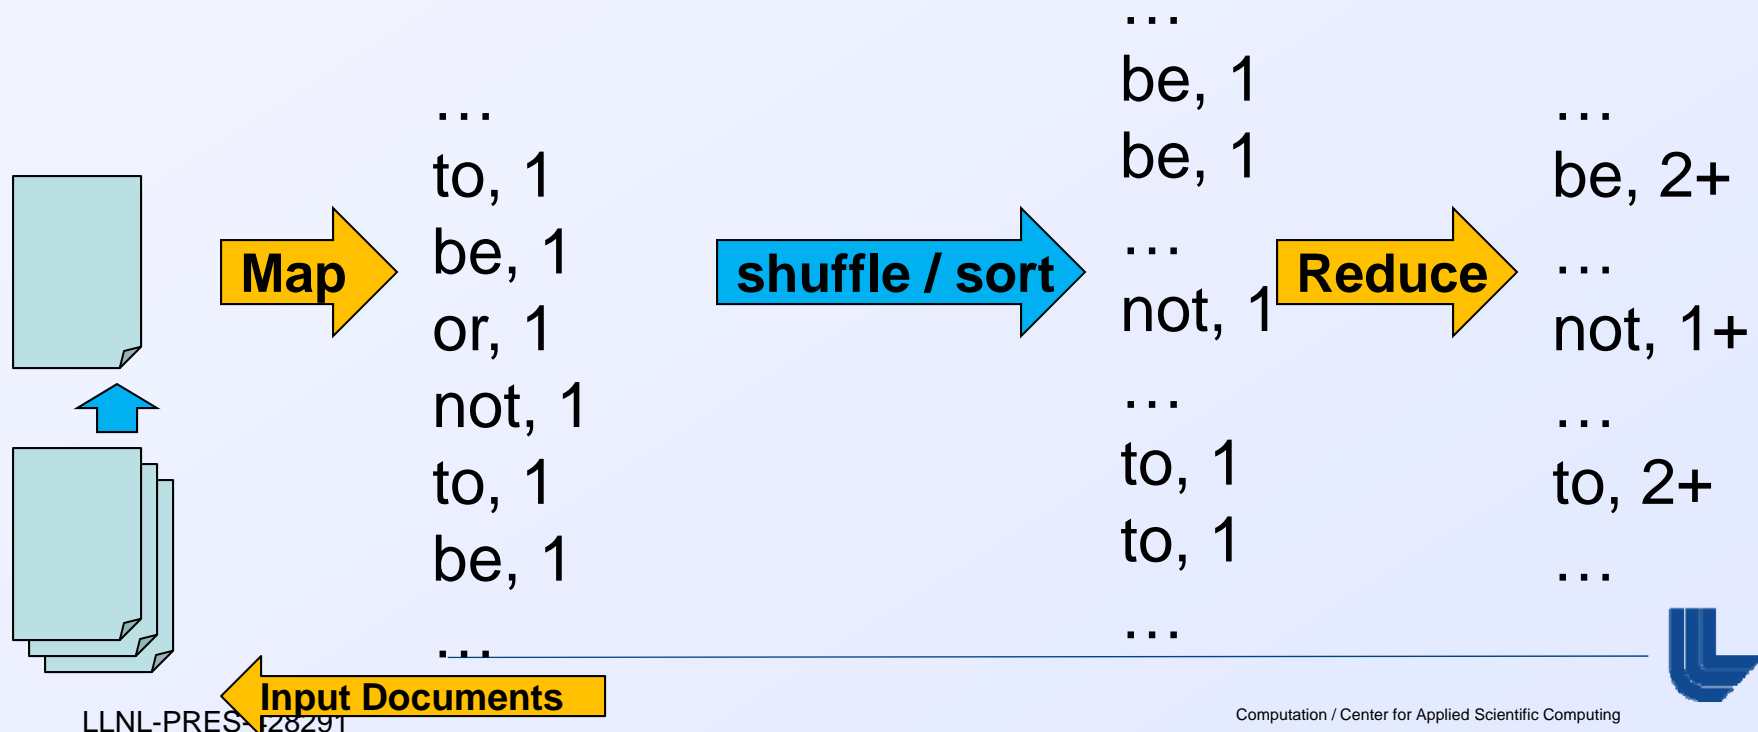 …
to, 1
be, 1
or, 1
not, 1
to, 1
be, 1
…
Map
shuffle / sort
…
be, 1
be, 1
…
not, 1
…
to, 1
to, 1
…
Reduce
…
be, 2+
…
not, 1+
…
to, 2+
…
Input Documents
LLNL-PRES-428291
Computation / Center for Applied Scientific Computing